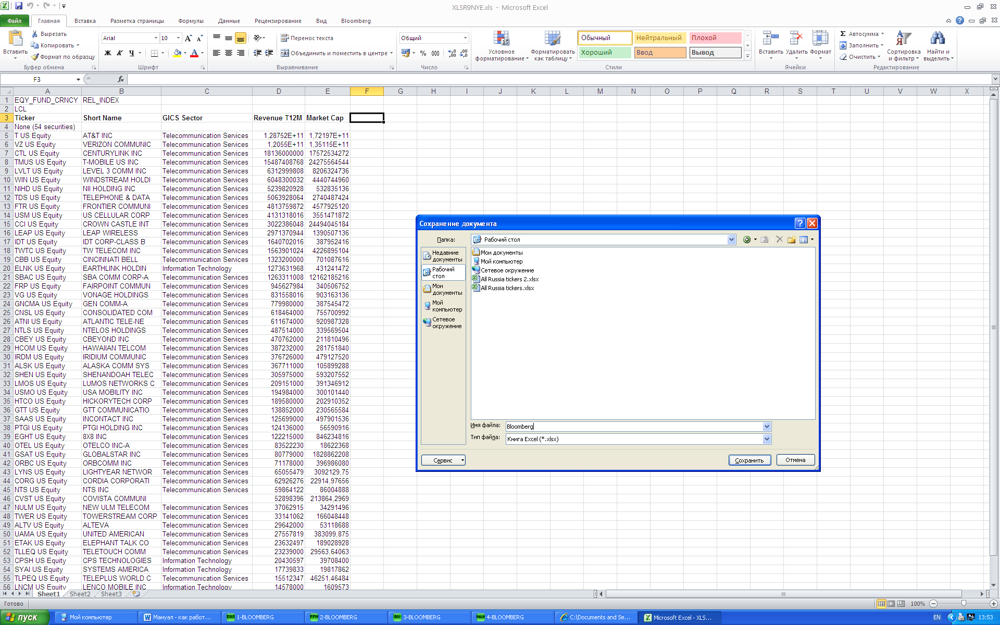 XLSR9NYE.xls - Microsoft Excel
Файл Главная Вставка Разметка страницы Формулы Данные Рецензирование Вид Bloomberg
Вставить
Вырезать
Копировать
Формат по образцу
Буфер обмена
Arial 10
Ж К Ч
Шрифт
Перенос текста
Объединить и поместить в центре
Выравнивание
Общий
% 000
Число
Условное форматирование
Форматировать как таблицу
Обычный Нейтральный Плохой
Хороший Ввод Вывод
Стили
Вставить Удалить Формат
Ячейки
Σ Автосумма
Заполнить
Очистить
Сортировка и фильтр
Найти и выделить
Редактирование
F3 fx
A B C D E F G H I J K L M N O P Q R S T U V W X
1 EQY_FUND_CRNCY REL_INDEX
2 LCL
3 Ticker Short Name GICS Sector Revenue T12M Market Cap
4 None (54 securities)
5 T US Equity AT&T INC Telecommunication Services 1,28752E+11 1,72197E+11
6 VZ US Equity VERIZON COMMUNIC Telecommunication Services 1,2055E+11 1,35115E+11
7 CTL US Equity CENTURYLINK INC Telecommunication Services 18136000000 17572534272
8 TMUS US Equity T-MOBILE US INC Telecommunication Services 15487408768 24275564544
9 LVLT US Equity LEVEL 3 COMM INC Telecommunication Services 6312999808 8206324736
10 WIN US Equity WINDSTREAM HOLDI Telecommunication Services 6048300032 4440744960
11 NIHD US Equity NII HOLDING INC Telecommunication Services 5239820928 532835136
12 TDS US Equity TELEPHONE & DATA Telecommunication Services 5063928064 2740487424
13 FTR US Equity FRONTIER COMMUNI Telecommunication Services 4813759872 4577925120
14 USM US Equity US CELLULAR CORP Telecommunication Services 4131318016 3551471872
15 CCI US Equity CROWN CASTLE INT Telecommunication Services 3022386048 24494045184
16 LEAP US Equity LEAP WIRELESS Telecommunication Services 2971370944 1390507136
17 IDT US Equity IDT CORP-CLASS B Telecommunication Services 1640702016 387952416
18 TWTC US Equity TW TELECOM INC Telecommunication Services 1563901024 4226895104
19 CBB US Equity CINCINNATI BELL Telecommunication Services 1323200000 701087616
20 ELNK US Equity EARTHLINK HOLDIN Information Technology 1273631968 431241472
21 SBAC US Equity SBA COMM CORP-A Telecommunication Services 1263311008 12162185216
22 FRP US Equity FAIRPOINT COMMUN Telecommunication Services 945627984 340506752
23 VG US Equity VONAGE HOLDINGS Telecommunication Services 831558016 903163136
24 GNCMA US Equity GEN COMM-A Telecommunication Services 779980000 387545472
25 CNSL US Equity CONSOLIDATED COM Telecommunication Services 618464000 755700992
26 ATNI US Equity ATLANTIC TELE-NE Telecommunication Services 611674000 920987328
27 NTLS US Equity NTELOS HOLDINGS Telecommunication Services 487514000 339569504
28 CBEY US Equity CBEYOND INC Telecommunication Services 470762000 211810496
29 HCOM US Equity HAWAIIAN TELCOM Telecommunication Services 387232000 281751840
30 IRDM US Equity IRIDIUM COMMUNIC Telecommunication Services 376726000 479127520
31 ALSK US Equity ALASKA COMM SYS Telecommunication Services 367711000 105899288
32 SHEN US Equity SHENANDOAH TELEC Telecommunication Services 305975000 593207552
33 LMOS US Equity LUMOS NETWORKS C Telecommunication Services 209151000 391346912
34 USMO US Equity USA MOBILITY INC Telecommunication Services 194984000 300101440
35 HTCO US Equity HICKORYTECH CORP Telecommunication Services 189580000 202910352
36 GTT US Equity GTT COMMUNICATIO Telecommunication Services 138852000 230565584
37 SAAS US Equity INCONTACT INC Telecommunication Services 125699000 497901536
38 PTGI US Equity PTGI HOLDING INC Telecommunication Services 124136000 56590916
39 EGHT US Equity 8X8 INC Telecommunication Services 122215000 846234816
40 OTEL US Equity OTELCO INC-A Telecommunication Services 83522230 18622368
41 GSAT US Equity GLOBALSTAR INC Telecommunication Services 80779000 1828862208
42 ORBC US Equity ORBCOMM INC Telecommunication Services 71178000 396986080
43 LYNS US Equity LIGHTYEAR NETWOR Telecommunication Services 65055479 3092129,75
44 CORG US Equity CORDIA CORPORATI Telecommunication Services 62926276 22914,97656
45 NTS US Equity NTS INC Telecommunication Services 59864122 86004888
46 CVST US Equity COVISTA COMMUNI 52898396 213864,2969
47 NULM US Equity NEW ULM TELECOM Telecommunication Services 37062915 34291496
48 TWER US Equity TOWERSTREAM CORP Telecommunication Services 33141062 166048448
49 ALTV US Equity ALTEVA Telecommunication Services 29642000 53118688
50 UAMA US Equity UNITED AMERICAN Telecommunication Services 27557819 383099,875
51 ETAK US Equity ELEPHANT TALK CO Telecommunication Services 23632497 189028928
52 TLLEQ US Equity TELETOUCH COMM Telecommunication Services 23239000 29563,64063
53 CPSH US Equity CPS TECHNOLOGIES Information Technology 20430597 39708400
54 SYAI US Equity SYSTEMS AMERICA Information Technology 17739833 19817862
55 TLPEQ US Equity TELEPLUS WORLD C Telecommunication Services 15512347 46251,46484
56 LNCM US Equity LENCO MOBILE INC Information Technology 14578000 1609573
Сохранение документа
Папка: Рабочий стол
Недавние документы
Рабочий стол
Мои документы
Мой компьютер
Сетевое окружение
Мои документы
Мой компьютер
Сетевое окружение
All Russia tickers 2.xlsx
All Russia tickers.xlsx
Имя файла: Bloomberg
Тип файла: Книга Excel (*.xlsx)
Сервис Сохранить Отмена
Sheet1 Sheet2 Sheet3
Готово 100%
пуск Мой компьютер Мануал - как работ... 1-BLOOMBERG 2-BLOOMBERG 3-BLOOMBERG 4-BLOOMBERG C:\Documents and Se... Microsoft Excel - XLS... EN 13:53